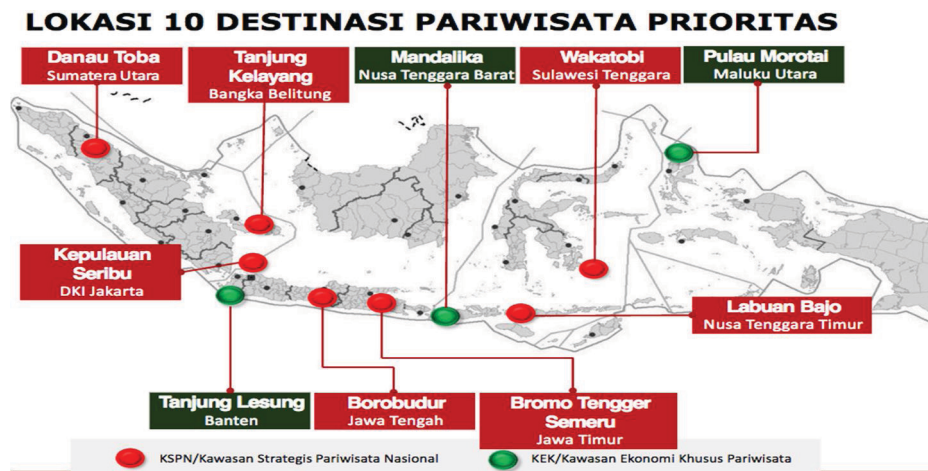 LOKASI 10 DESTINASI PARIWISATA PRIORITAS
Danau Toba
Sumatera Utara
Tanjung
Kelayang
Bangka Belitung
Mandalika
Nusa Tenggara Barat
Wakatobi
Sulawesi Tenggara
Pulau Morotai
Maluku Utara
Kepulauan
Seribu
DKI Jakarta
Labuan Bajo
Nusa Tenggara Timur
Tanjung Lesung
Banten
Borobudur
Jawa Tengah
Bromo Tengger
Semeru
Jawa Timur
KSPN/Kawasan Strategis Pariwisata Nasional
KEK/Kawasan Ekonomi Khusus Pariwisata